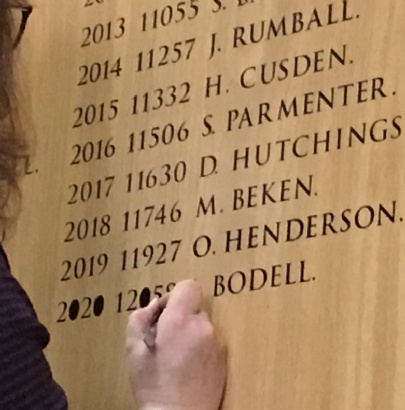 2013 11055 S.
2014 11257 J. RUMBALL.
2015 11332 H. CUSDEN.
2016 11506 S. PARMENTER.
L. 2017 11630 D. HUTCHINGS
2018 11746 M. BEKEN.
2019 11927 O. HENDERSON.
2020 BODELL.